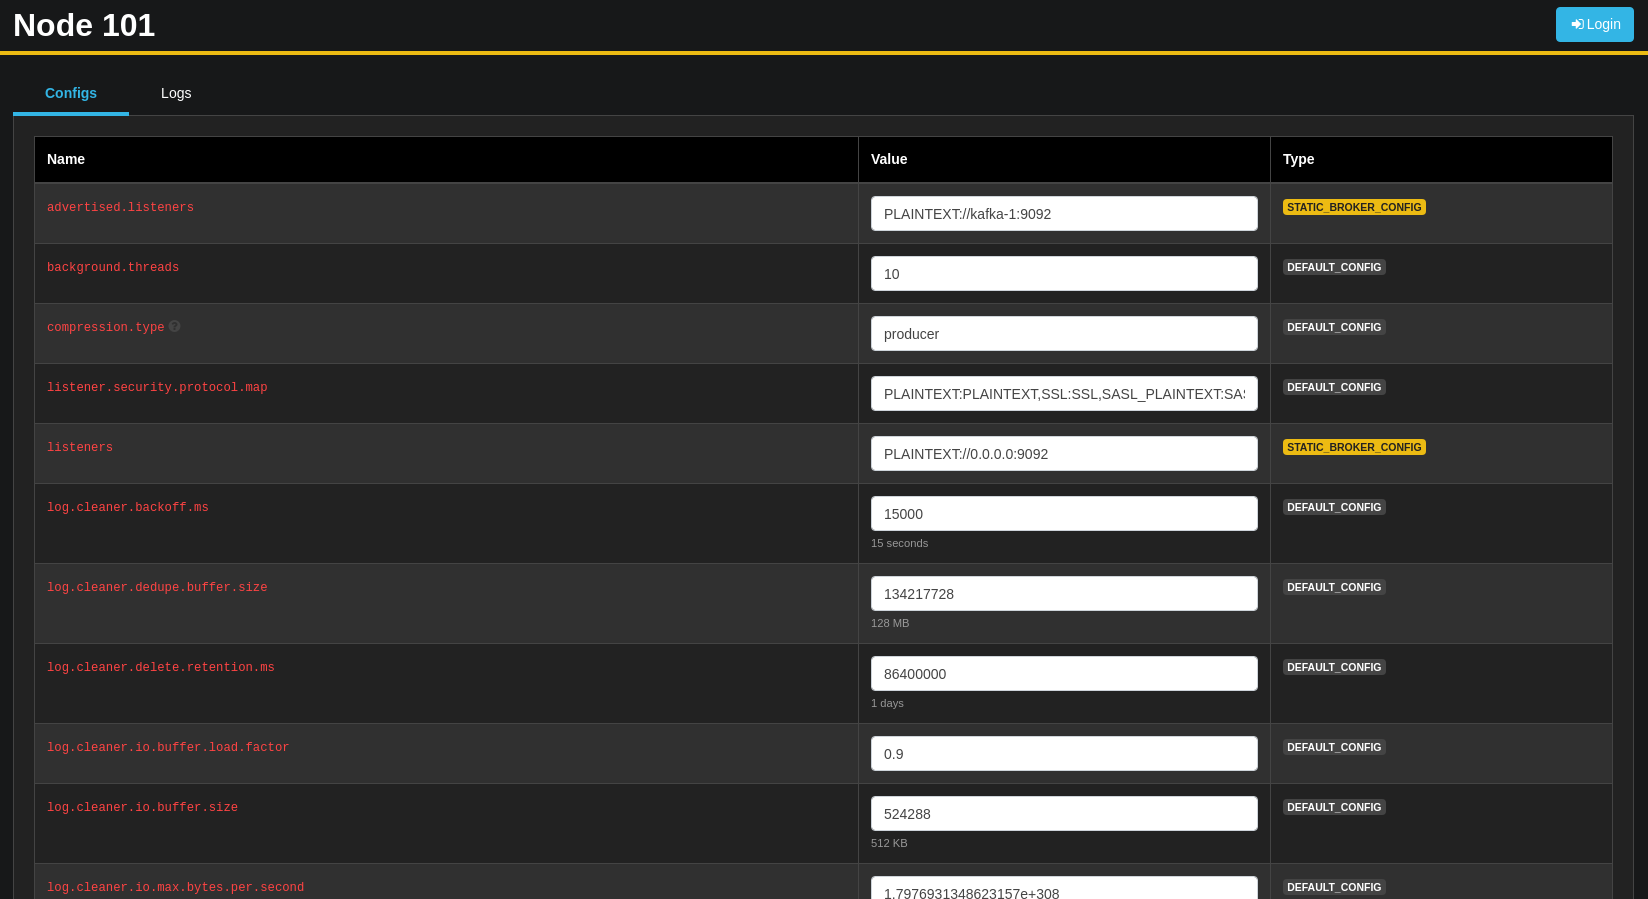 Node 101
Login
Configs
Logs
Name Value Type
advertised.listeners PLAINTEXT://kafka-1:9092 STATIC_BROKER_CONFIG
background.threads 10 DEFAULT_CONFIG
compression.type producer DEFAULT_CONFIG
listener.security.protocol.map PLAINTEXT:PLAINTEXT,SSL:SSL,SASL_PLAINTEXT:SAS DEFAULT_CONFIG
listeners PLAINTEXT://0.0.0.0:9092 STATIC_BROKER_CONFIG
log.cleaner.backoff.ms 15000 DEFAULT_CONFIG
15 seconds
log.cleaner.dedupe.buffer.size 134217728 DEFAULT_CONFIG
128 MB
log.cleaner.delete.retention.ms 86400000 DEFAULT_CONFIG
1 days
log.cleaner.io.buffer.load.factor 0.9 DEFAULT_CONFIG
log.cleaner.io.buffer.size 524288 DEFAULT_CONFIG
512 KB
log.cleaner.io.max.bytes.per.second 1.7976931348623157e+308 DEFAULT_CONFIG